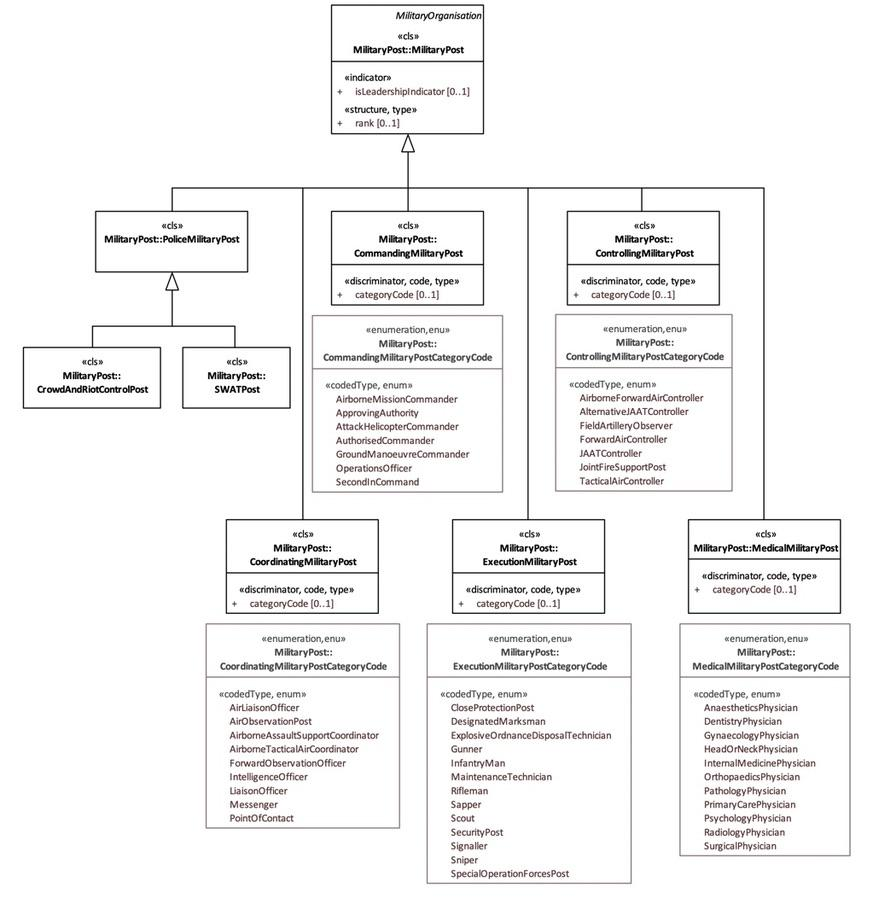 MilitaryOrganisation
«cls»
MilitaryPost::MilitaryPost
«indicator»
+ isLeadershipIndicator [0..1]
«structure, type»
+ rank [0..1]
«cls»
MilitaryPost::PoliceMilitaryPost
«cls»
MilitaryPost::
CommandingMilitaryPost
«discriminator, code, type»
+ categoryCode [0..1]
«cls»
MilitaryPost::
ControllingMilitaryPost
«discriminator, code, type»
+ categoryCode [0..1]
«cls»
MilitaryPost::
CrowdAndRiotControlPost
«cls»
MilitaryPost::
SWATPost
«enumeration,enu»
MilitaryPost::
CommandingMilitaryPostCategoryCode
«codedType, enum»
AirborneMissionCommander
ApprovingAuthority
AttackHelicopterCommander
AuthorisedCommander
GroundManoeuvreCommander
OperationsOfficer
SecondInCommand
«enumeration,enu»
MilitaryPost::
ControllingMilitaryPostCategoryCode
«codedType, enum»
AirborneForwardAirController
AlternativeJAATController
FieldArtilleryObserver
ForwardAirController
JAATController
JointFireSupportPost
TacticalAirController
«cls»
MilitaryPost::
CoordinatingMilitaryPost
«discriminator, code, type»
+ categoryCode [0..1]
«cls»
MilitaryPost::
ExecutionMilitaryPost
«discriminator, code, type»
+ categoryCode [0..1]
«cls»
MilitaryPost::MedicalMilitaryPost
«discriminator, code, type»
+ categoryCode [0..1]
«enumeration,enu»
MilitaryPost::
CoordinatingMilitaryPostCategoryCode
«codedType, enum»
AirLiaisonOfficer
AirObservationPost
AirborneAssaultSupportCoordinator
AirborneTacticalAirCoordinator
ForwardObservationOfficer
IntelligenceOfficer
LiaisonOfficer
Messenger
PointOfContact
«enumeration,enu»
MilitaryPost::
ExecutionMilitaryPostCategoryCode
«codedType, enum»
CloseProtectionPost
DesignatedMarksman
ExplosiveOrdnanceDisposalTechnician
Gunner
InfantryMan
MaintenanceTechnician
Rifleman
Sapper
Scout
SecurityPost
Signaller
Sniper
SpecialOperationForcesPost
«enumeration,enu»
MilitaryPost::
MedicalMilitaryPostCategoryCode
«codedType, enum»
AnaestheticsPhysician
DentistryPhysician
GynaecologyPhysician
HeadOrNeckPhysician
InternalMedicinePhysician
OrthopaedicsPhysician
PathologyPhysician
PrimaryCarePhysician
PsychologyPhysician
RadiologyPhysician
SurgicalPhysician